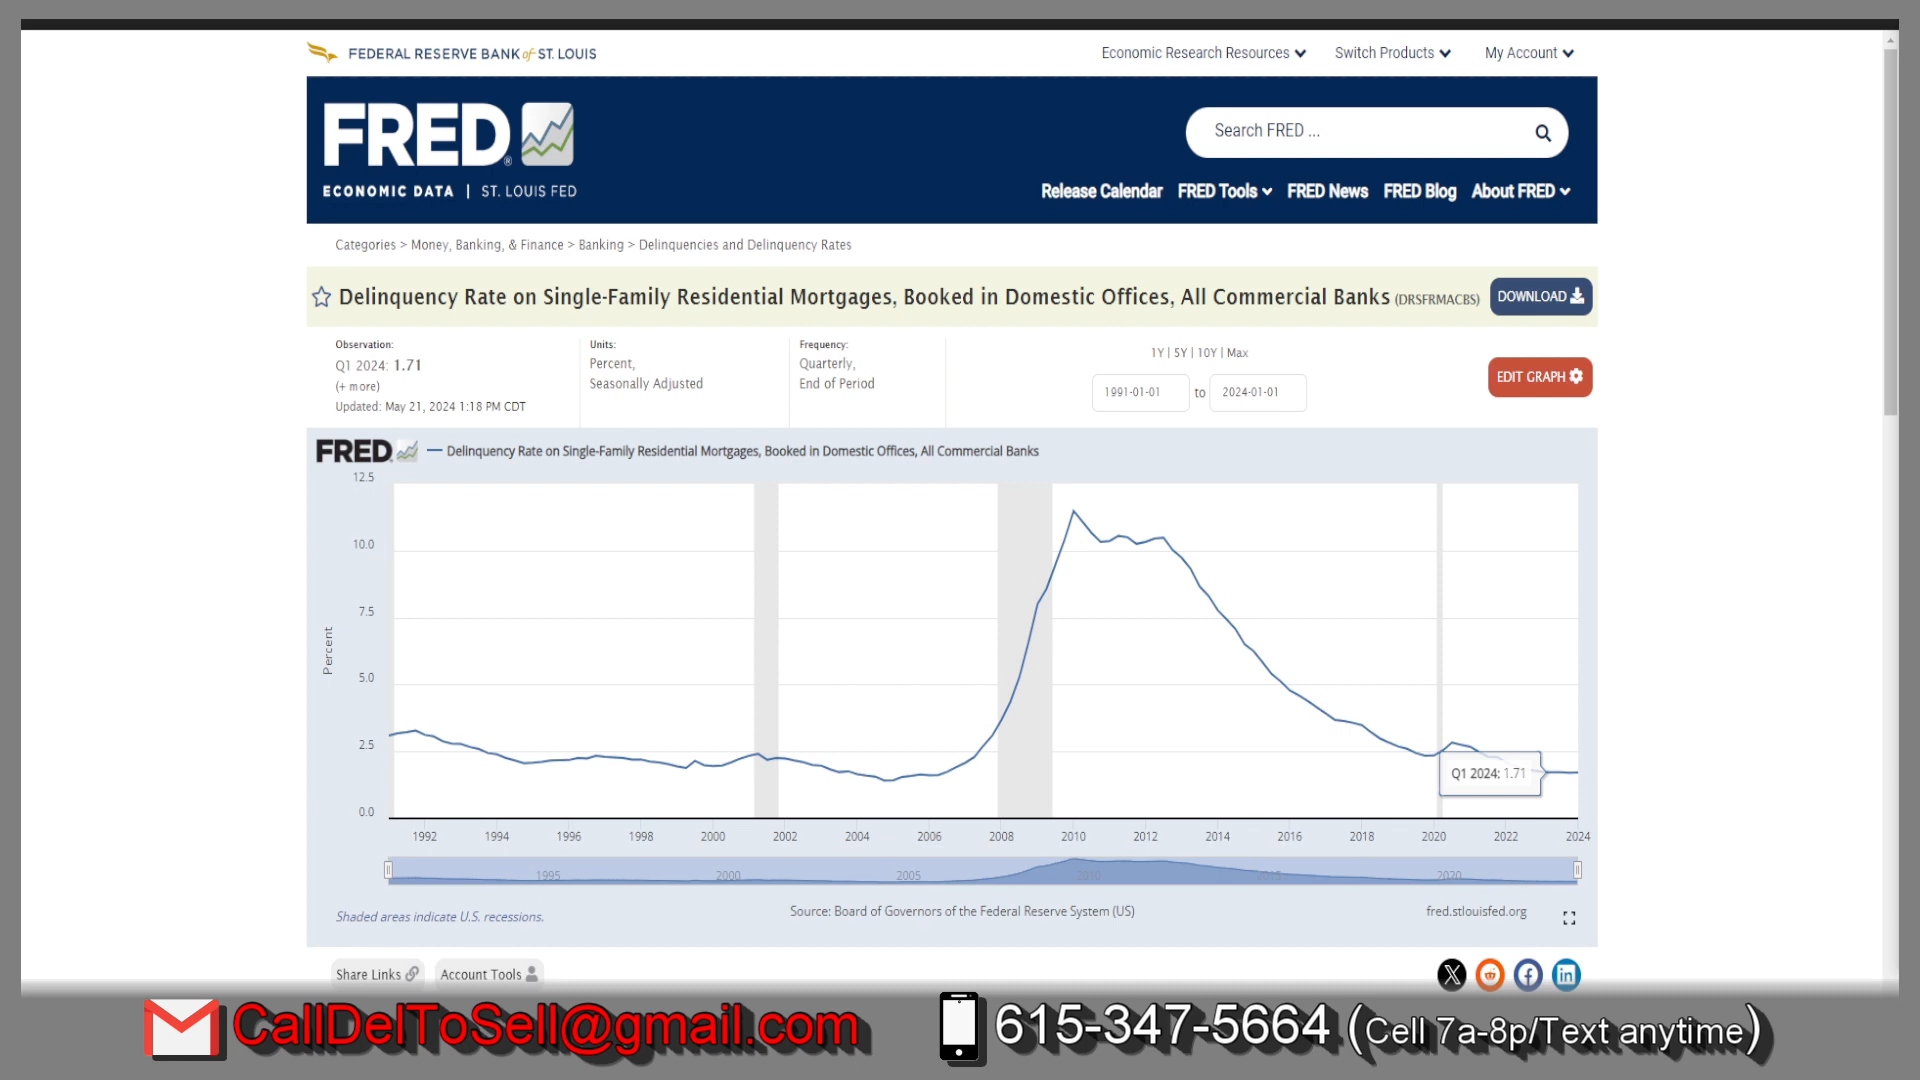 FEDERAL RESERVE BANK of ST. LOUIS
Economic Research Resources
Switch Products
My Account
FRED
Search FRED ...
ECONOMIC DATA | ST. LOUIS FED
Release Calendar
FRED Tools
FRED News
FRED Blog
About FRED
Categories > Money, Banking, & Finance > Banking > Delinquencies and Delinquency Rates
Delinquency Rate on Single-Family Residential Mortgages, Booked in Domestic Offices, All Commercial Banks (DRSFRMACBS)
DOWNLOAD
Observation:
Q1 2024: 1.71
(+ more)
Updated: May 21, 2024 1:18 PM CDT
Units:
Percent,
Seasonally Adjusted
Frequency:
Quarterly,
End of Period
1Y | 5Y | 10Y | Max
1991-01-01 to 2024-01-01
EDIT GRAPH
FRED
Delinquency Rate on Single-Family Residential Mortgages, Booked in Domestic Offices, All Commercial Banks
12.5
10.0
7.5
5.0
2.5
0.0
Percent
Q1 2024: 1.71
1992 1994 1996 1998 2000 2002 2004 2006 2008 2010 2012 2014 2016 2018 2020 2022 2024
1995 2000 2005 2010 2015 2020
Shaded areas indicate U.S. recessions.
Source: Board of Governors of the Federal Reserve System (US)
fred.stlouisfed.org
Share Links
Account Tools
CallDelToSell@gmail.com
615-347-5664 (Cell 7a-8p/Text anytime)